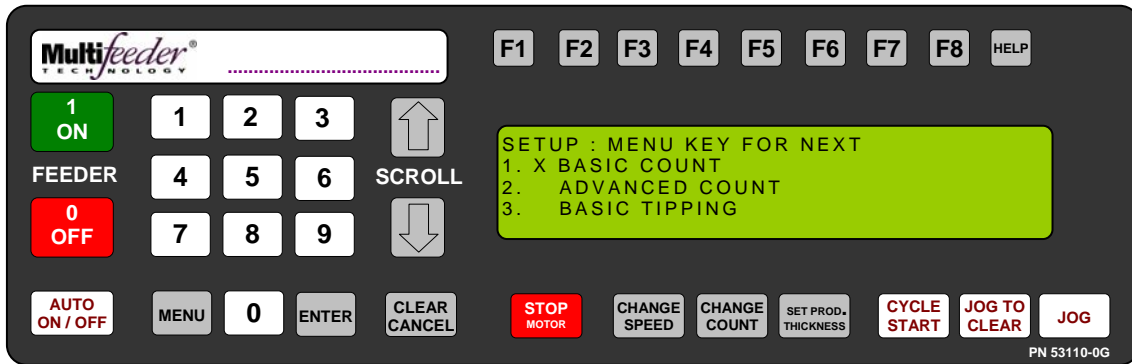 Multifeeder®
TECHNOLOGY
F1 F2 F3 F4 F5 F6 F7 F8 HELP
1
ON
FEEDER
0
OFF
1 2 3
4 5 6
7 8 9
SCROLL
SETUP : MENU KEY FOR NEXT
1. X BASIC COUNT
2. ADVANCED COUNT
3. BASIC TIPPING
AUTO
ON / OFF
MENU
0
ENTER
CLEAR
CANCEL
STOP
MOTOR
CHANGE
SPEED
CHANGE
COUNT
SET PROD.
THICKNESS
CYCLE
START
JOG TO
CLEAR
JOG
PN 53110-0G